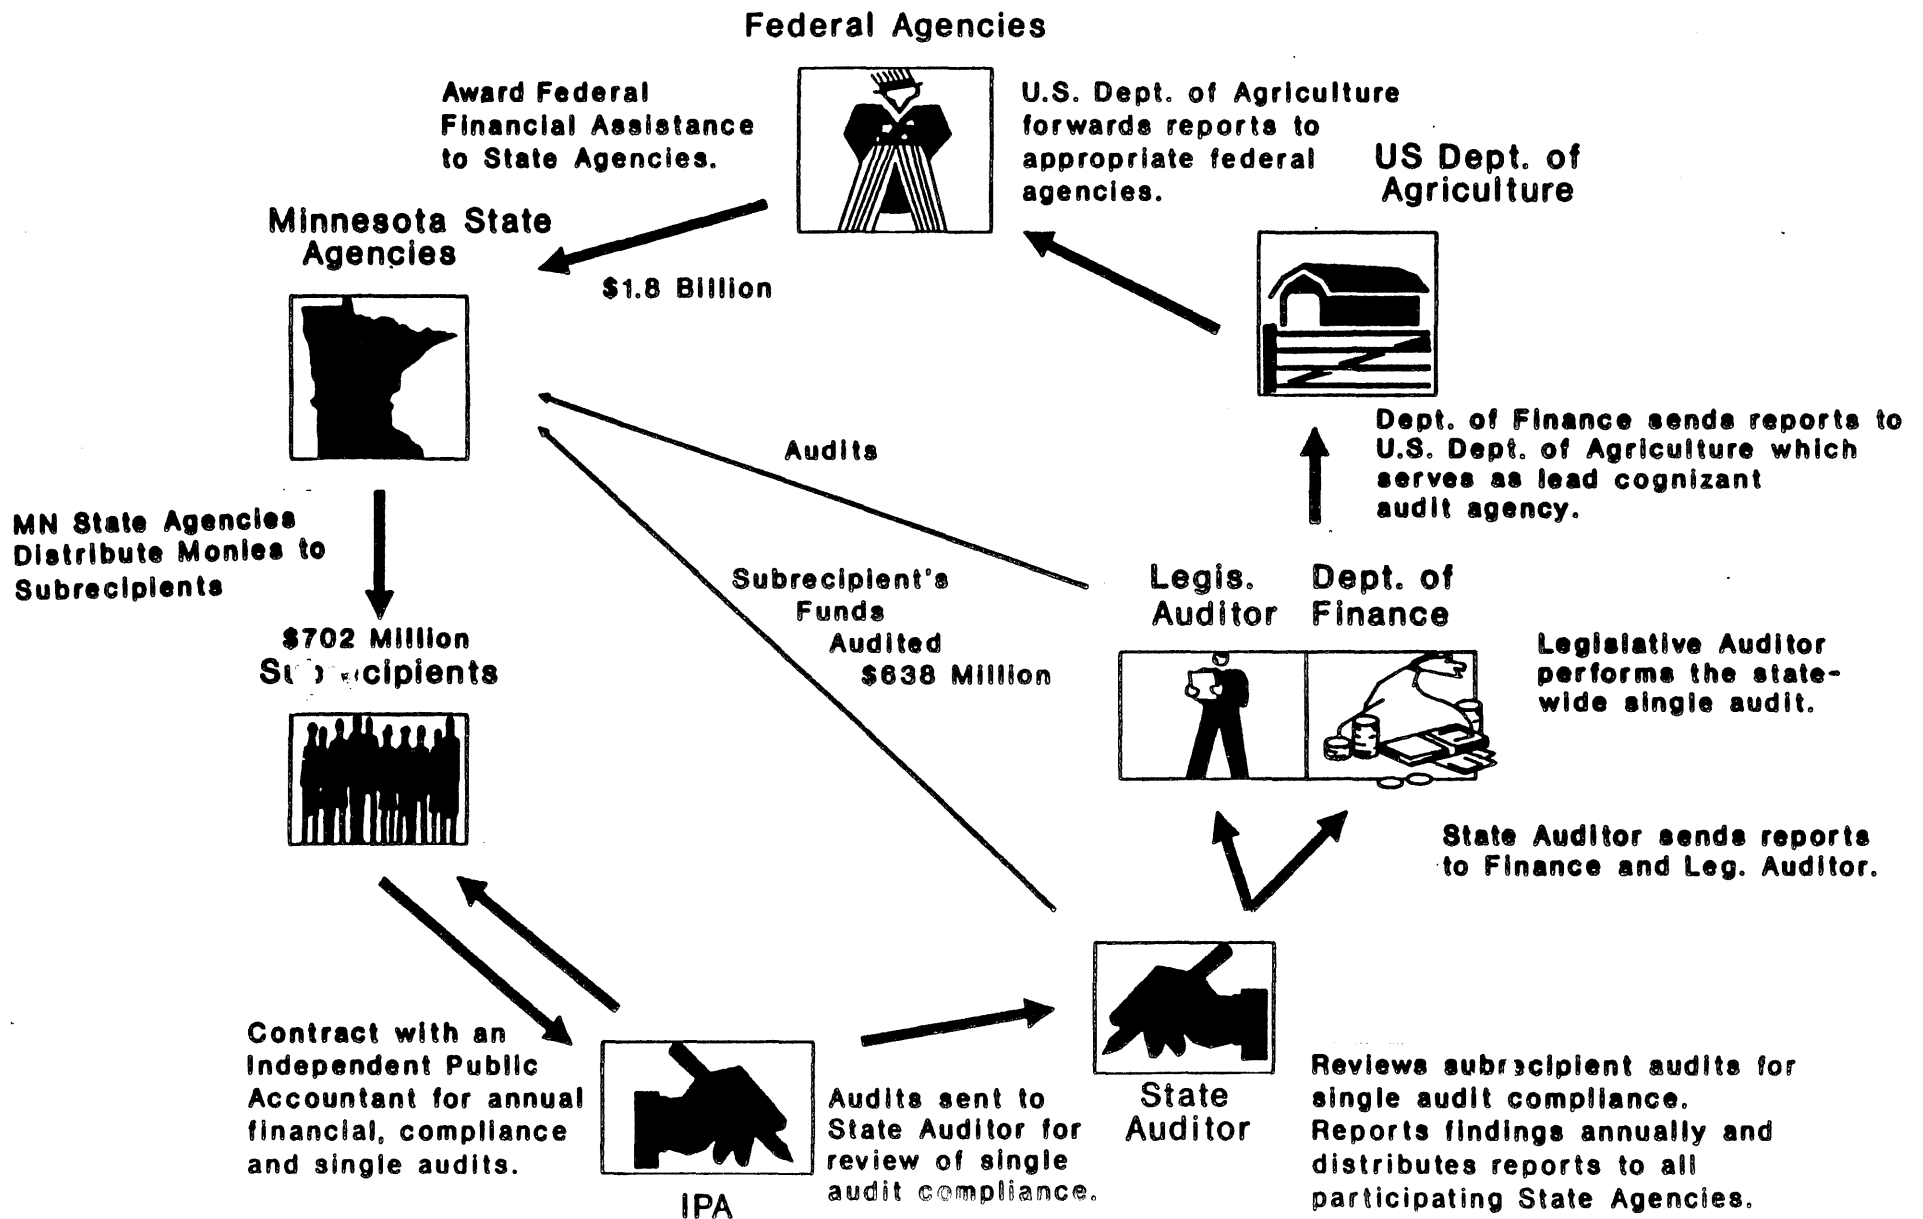 Federal Agencies
Award Federal
Financial Assistance
to State Agencies.
U.S. Dept. of Agriculture
forwards reports to
appropriate federal
agencies.
US Dept. of
Agriculture
Minnesota State
Agencies
$1.8 Billion
Dept. of Finance sends reports to
U.S. Dept. of Agriculture which
serves as lead cognizant
audit agency.
Audits
MN State Agencies
Distribute Monies to
Subrecipients
Subrecipient's
Funds
Audited
$638 Million
Legis.
Auditor
Dept. of
Finance
$702 Million
Legislative Auditor
performs the state-
wide single audit.
State Auditor sends reports
to Finance and Leg. Auditor.
Contract with an
Independent Public
Accountant for annual
financial, compliance
and single audits.
IPA
Audits sent to
State Auditor for
review of single
audit compliance.
State
Auditor
Reviews subrecipient audits for
single audit compliance.
Reports findings annually and
distributes reports to all
participating State Agencies.